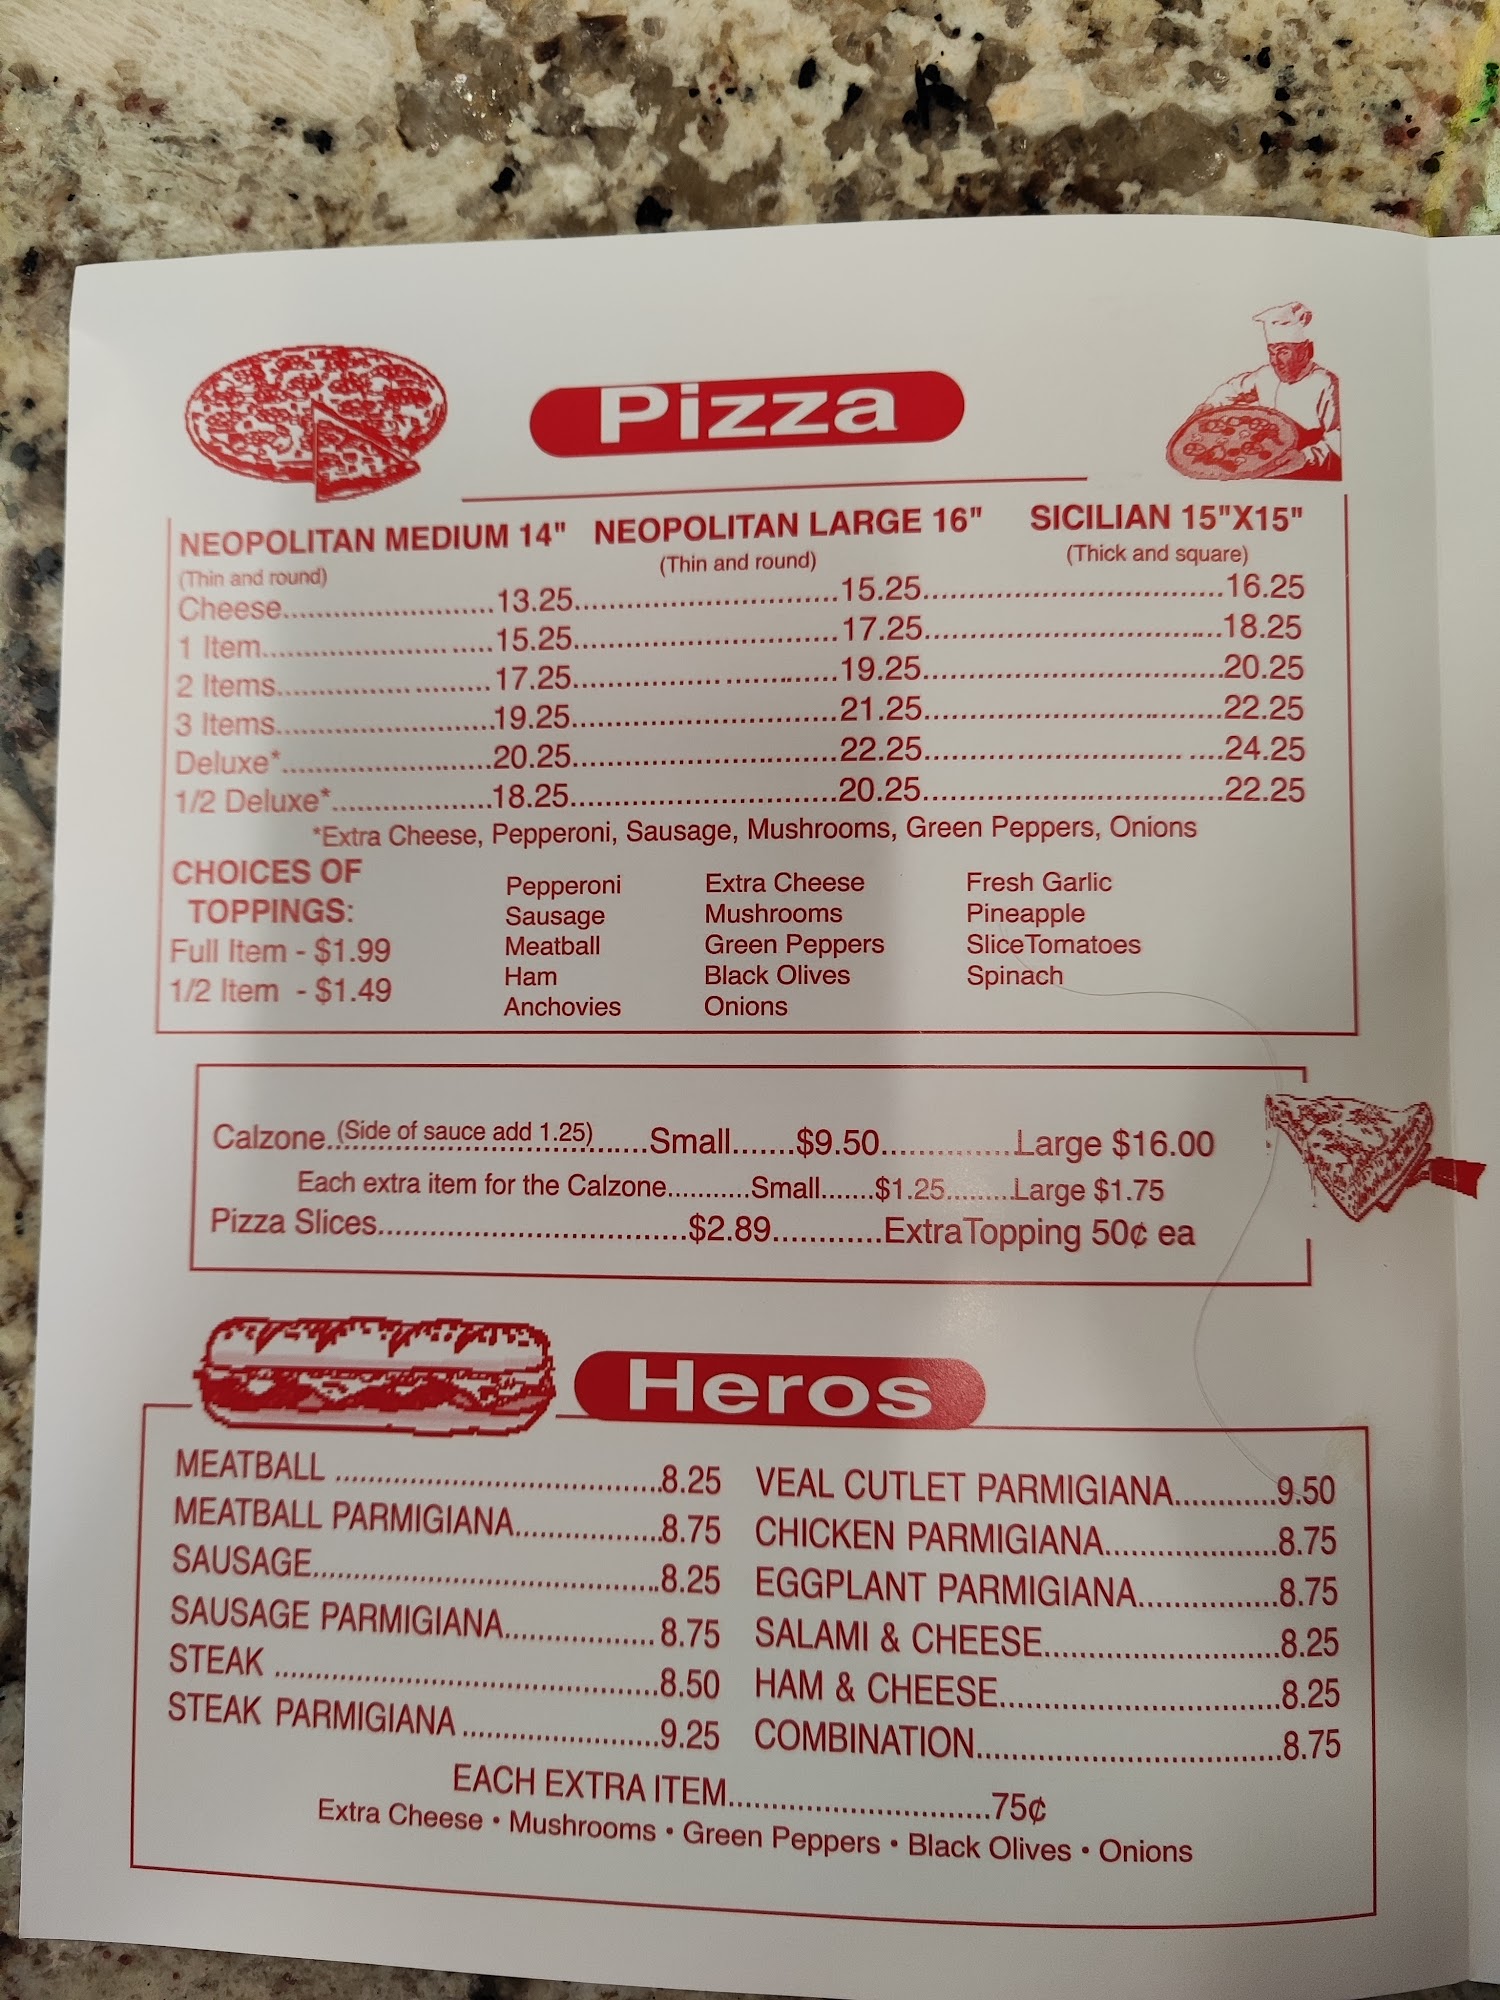 Pizza
NEOPOLITAN MEDIUM 14" NEOPOLITAN LARGE 16" SICILIAN 15"X15"
(Thin and round) (Thin and round) (Thick and square)
Cheese..........................13.25................................15.25....................................16.25
1 Item............................15.25................................17.25....................................18.25
2 Items..........................17.25................................19.25....................................20.25
3 Items..........................19.25................................21.25....................................22.25
Deluxe*.........................20.25................................22.25....................................24.25
1/2 Deluxe*...................18.25................................20.25....................................22.25
*Extra Cheese, Pepperoni, Sausage, Mushrooms, Green Peppers, Onions
CHOICES OF
TOPPINGS:
Full Item - $1.99
1/2 Item - $1.49
Pepperoni
Sausage
Meatball
Ham
Anchovies
Extra Cheese
Mushrooms
Green Peppers
Black Olives
Onions
Fresh Garlic
Pineapple
SliceTomatoes
Spinach
Calzone..(Side of sauce add 1.25)......Small.......$9.50...............Large $16.00
Each extra item for the Calzone...........Small.......$1.25.........Large $1.75
Pizza Slices....................................$2.89............ExtraTopping 50¢ ea
Heros
MEATBALL ......................................8.25
MEATBALL PARMIGIANA.................8.75
SAUSAGE........................................8.25
SAUSAGE PARMIGIANA.................8.75
STEAK .............................................8.50
STEAK PARMIGIANA .......................9.25
VEAL CUTLET PARMIGIANA............9.50
CHICKEN PARMIGIANA....................8.75
EGGPLANT PARMIGIANA................8.75
SALAMI & CHEESE...........................8.25
HAM & CHEESE................................8.25
COMBINATION...................................8.75
EACH EXTRA ITEM..............................75¢
Extra Cheese • Mushrooms • Green Peppers • Black Olives • Onions